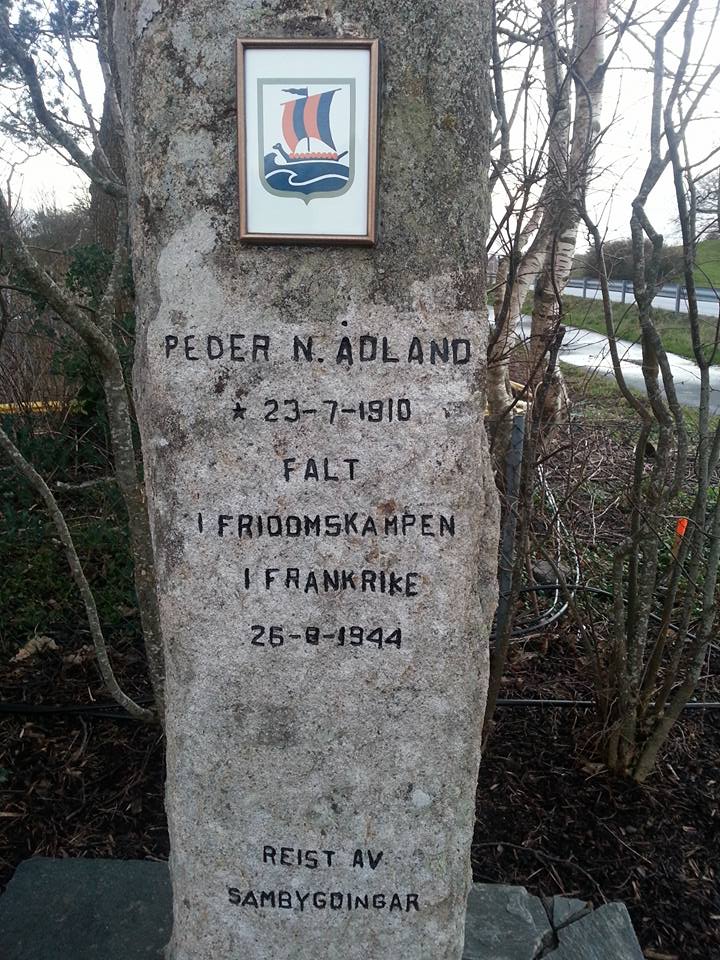 PEDER N. ÅDLAND
* 23-7-1910
FALT
I FRIDOMSKAMPEN
I FRANKRIKE
26-8-1944
REIST AV
SAMBYGDINGAR